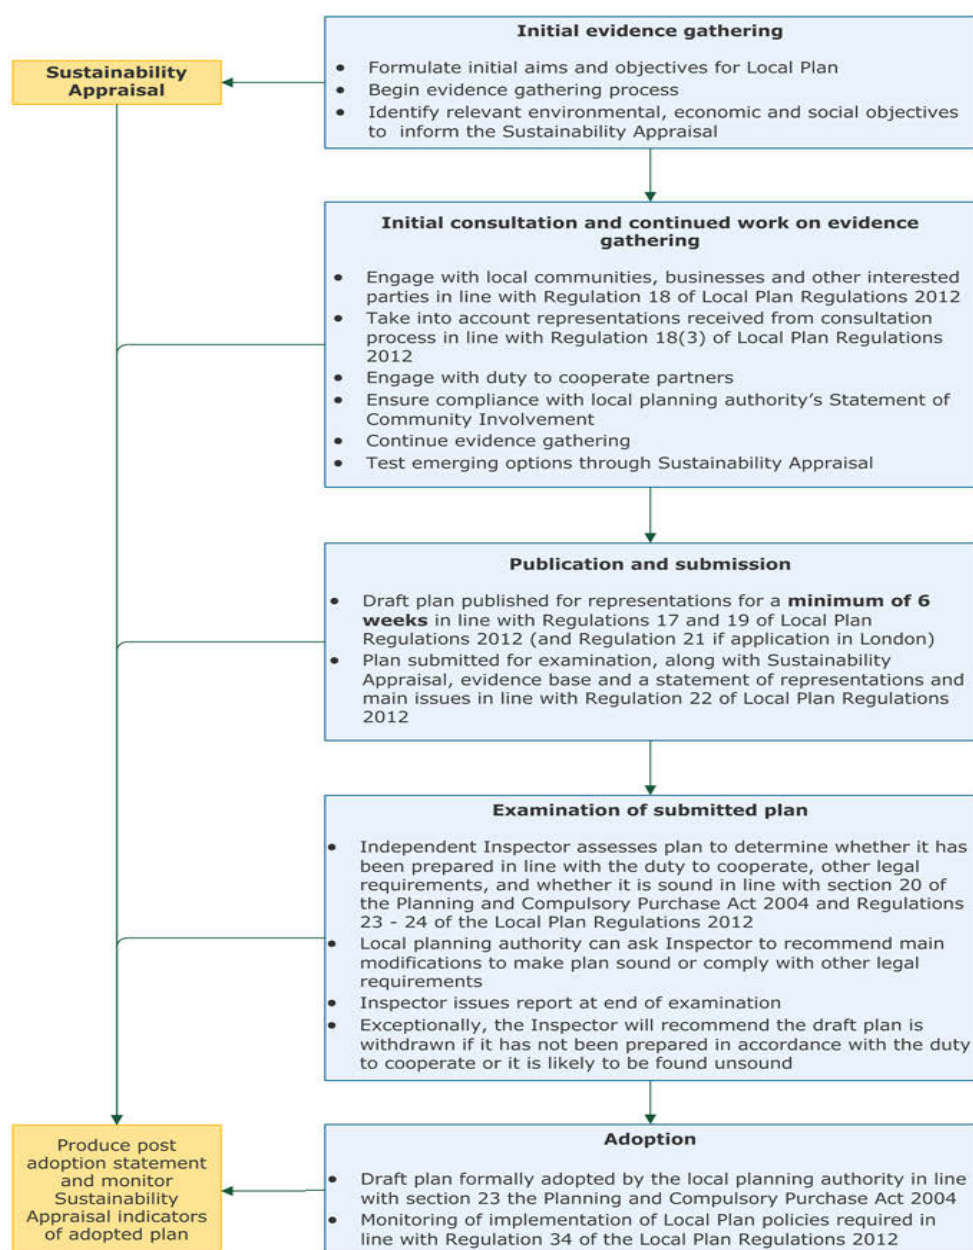 Sustainability
Appraisal
Initial evidence gathering
• Formulate initial aims and objectives for Local Plan
• Begin evidence gathering process
• Identify relevant environmental, economic and social objectives
to inform the Sustainability Appraisal
Initial consultation and continued work on evidence
gathering
• Engage with local communities, businesses and other interested
parties in line with Regulation 18 of Local Plan Regulations 2012
• Take into account representations received from consultation
process in line with Regulation 18(3) of Local Plan Regulations
2012
• Engage with duty to cooperate partners
• Ensure compliance with local planning authority’s Statement of
Community Involvement
• Continue evidence gathering
• Test emerging options through Sustainability Appraisal
Publication and submission
• Draft plan published for representations for a minimum of 6
weeks in line with Regulations 17 and 19 of Local Plan
Regulations 2012 (and Regulation 21 if application in London)
• Plan submitted for examination, along with Sustainability
Appraisal, evidence base and a statement of representations and
main issues in line with Regulation 22 of Local Plan Regulations
2012
Examination of submitted plan
• Independent Inspector assesses plan to determine whether it has
been prepared in line with the duty to cooperate, other legal
requirements, and whether it is sound in line with section 20 of
the Planning and Compulsory Purchase Act 2004 and Regulations
23 - 24 of the Local Plan Regulations 2012
• Local planning authority can ask Inspector to recommend main
modifications to make plan sound or comply with other legal
requirements
• Inspector issues report at end of examination
• Exceptionally, the Inspector will recommend the draft plan is
withdrawn if it has not been prepared in accordance with the duty
to cooperate or it is likely to be found unsound
Produce post
adoption statement
and monitor
Sustainability
Appraisal indicators
of adopted plan
Adoption
• Draft plan formally adopted by the local planning authority in line
with section 23 the Planning and Compulsory Purchase Act 2004
• Monitoring of implementation of Local Plan policies required in
line with Regulation 34 of the Local Plan Regulations 2012